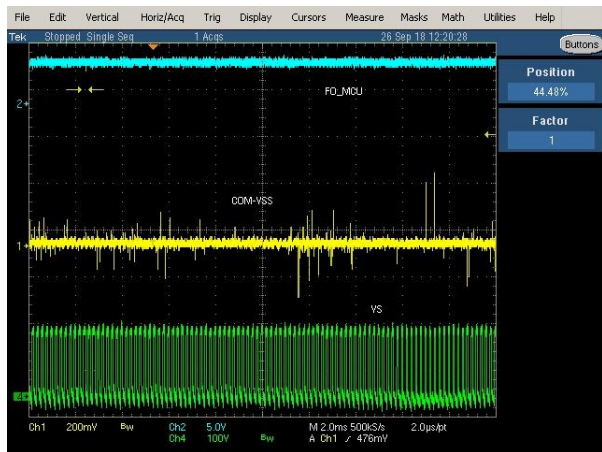 File Edit Vertical Horiz/Acq Trig Display Cursors Measure Masks Math Utilities Help
Tek Stopped Single Seq 1 Acqs 26 Sep 18 12:20:28 Buttons
Position
44.48%
Factor
1
FO_MCU
2
COM-VSS
1
VS
4
Ch1 200mV Bw Ch2 5.0V M 2.0ms 500kS/s 2.0µs/pt
Ch4 100V Bw A Ch1 ∕ 476mV